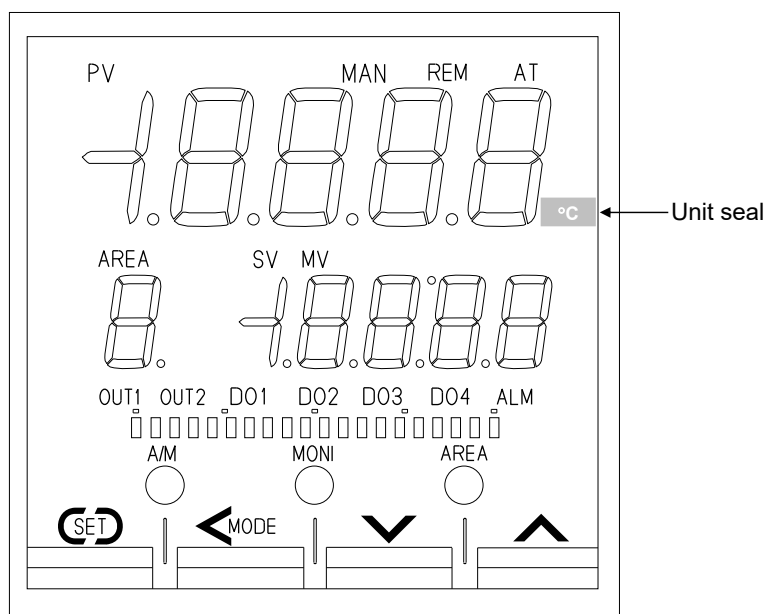 PV MAN REM AT
°C Unit seal
AREA SV MV
OUT1 OUT2 DO1 DO2 DO3 DO4 ALM
A/M MONI AREA
SET MODE